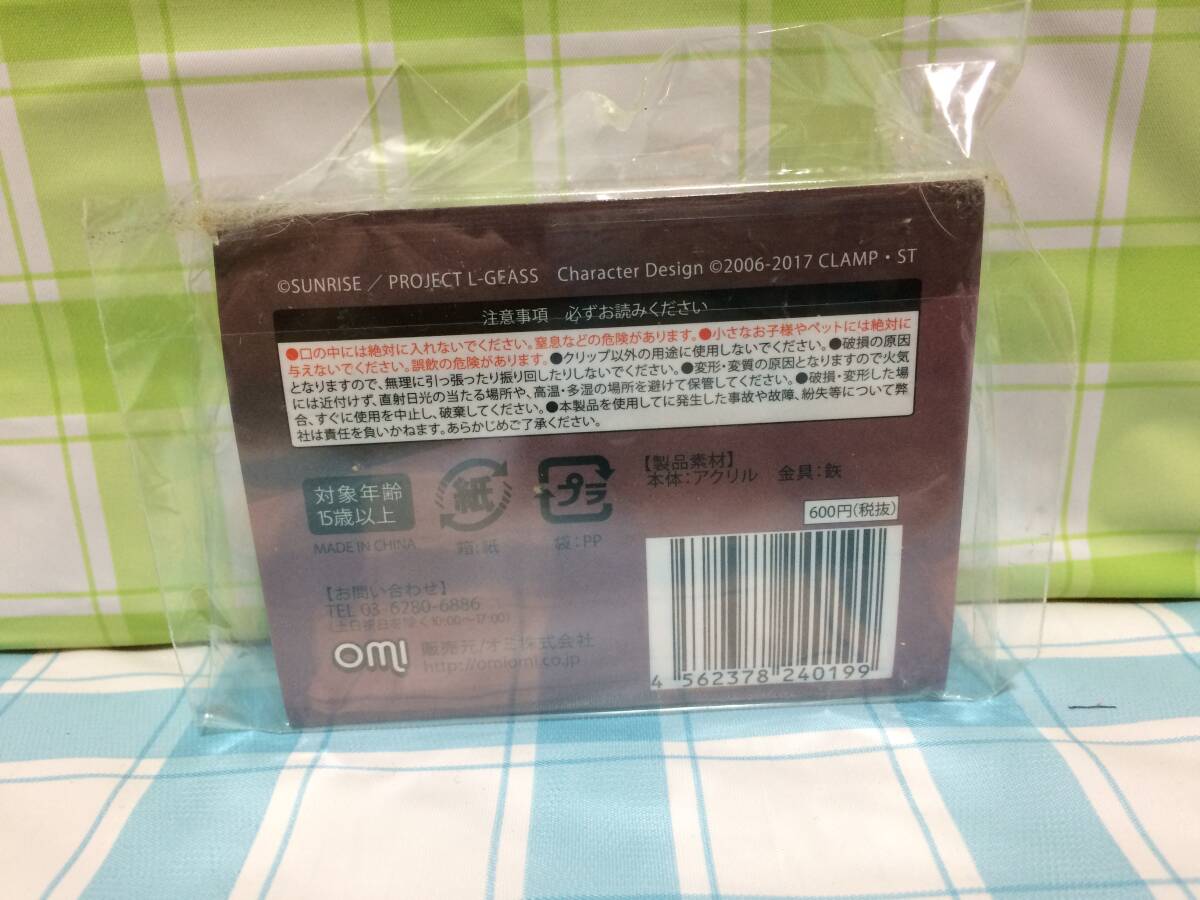 ©SUNRISE／PROJECT L-GEASS　Character Design ©2006-2017 CLAMP・ST
注意事項　必ずお読みください
●口の中には絶対に入れないでください。窒息などの危険があります。●小さなお子様やペットには絶対に
与えないでください。誤飲の危険があります。●クリップ以外の用途に使用しないでください。●破損の原因
となりますので、無理に引っ張ったり振り回したりしないでください。●変形・変質の原因となりますので火気
には近付けず、直射日光の当たる場所や、高温・多湿の場所を避けて保管してください。●破損・変形した場
合、すぐに使用を中止し、破棄してください。●本製品を使用してに発生した事故や故障、紛失等について弊
社は責任を負いかねます。あらかじめご了承ください。
対象年齢
15歳以上
MADE IN CHINA
紙
箱:紙
プラ
袋:PP
【製品素材】
本体:アクリル　金具:鉄
600円(税抜)
4 562378 240199
【お問い合わせ】
TEL 03-6280-6886
(土日祝日を除く10:00～17:00)
omi
販売元/オミ株式会社
http://omiomi.co.jp